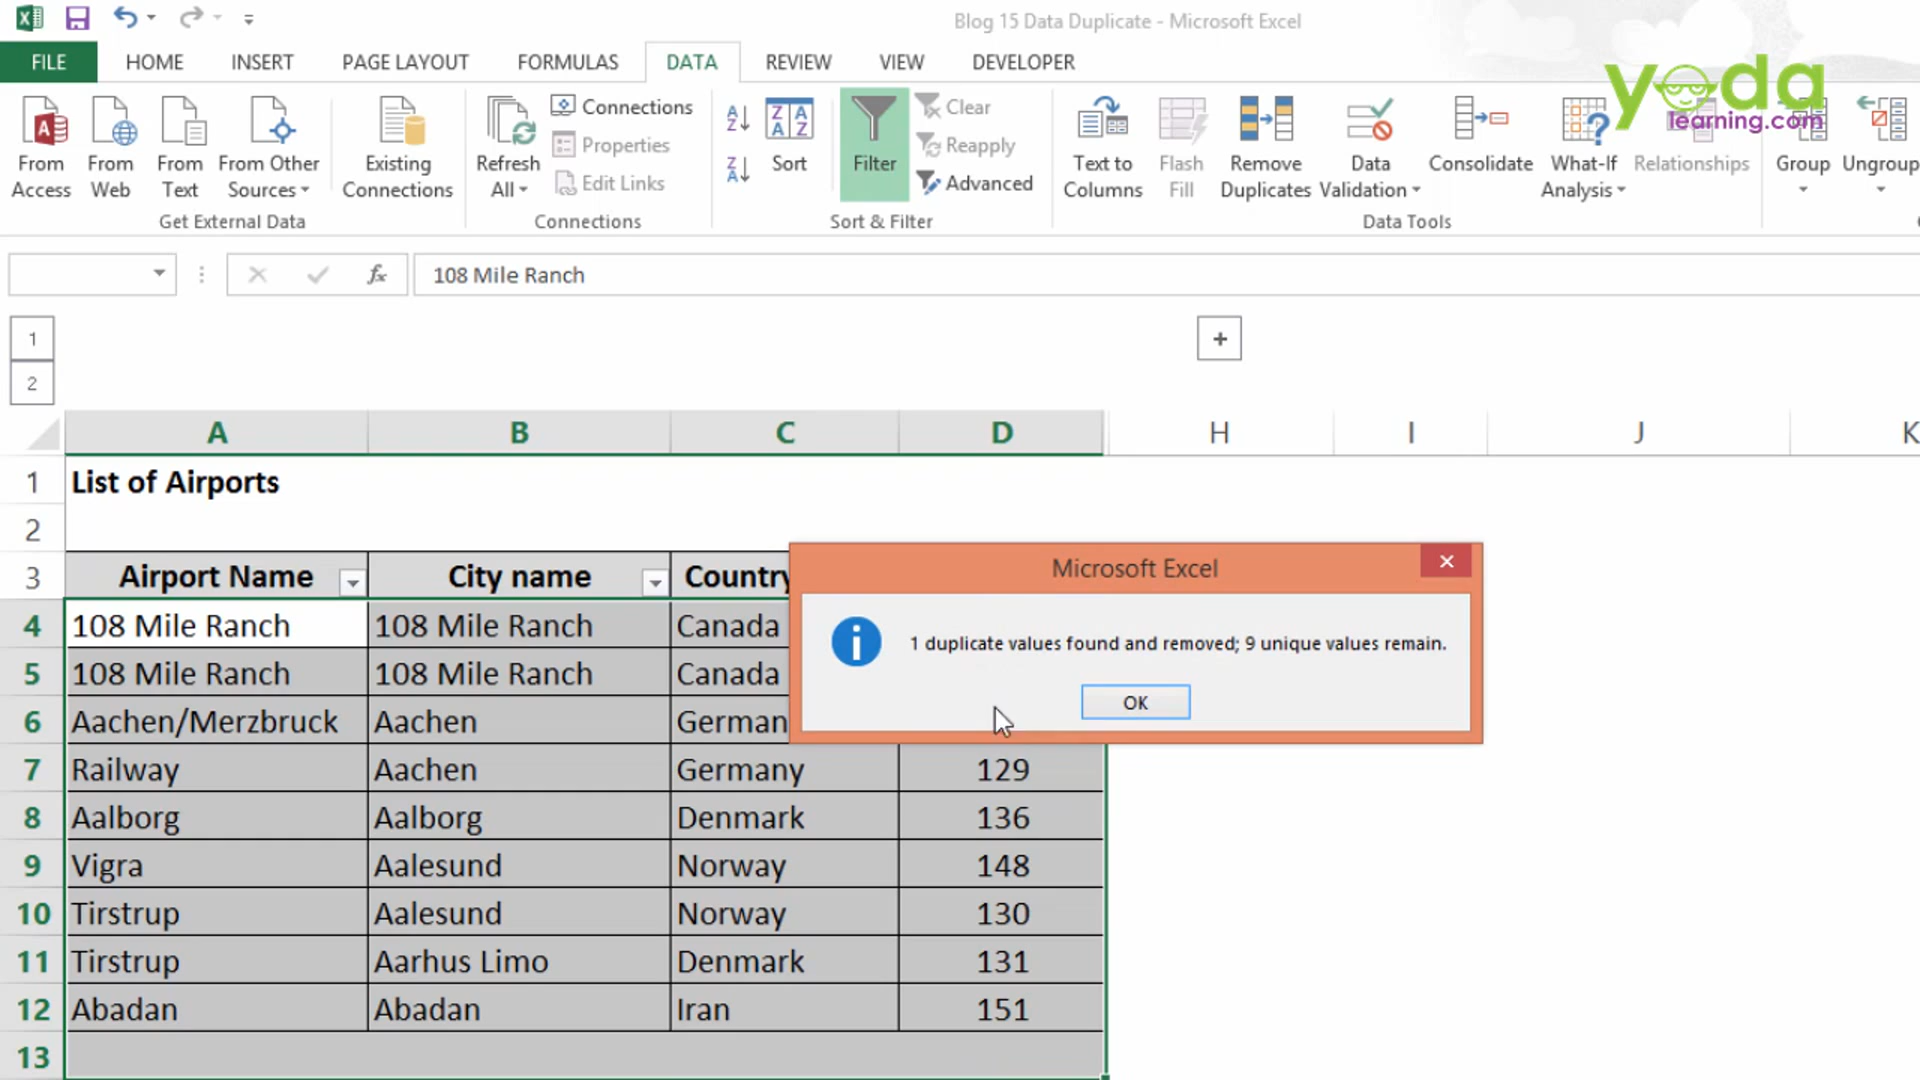 Blog 15 Data Duplicate - Microsoft Excel
FILE HOME INSERT PAGE LAYOUT FORMULAS DATA REVIEW VIEW DEVELOPER
yoda
learning.com
From Access
From Web
From Text
From Other Sources
Existing Connections
Get External Data
Refresh All
Connections
Properties
Edit Links
Connections
Sort
Filter
Clear
Reapply
Advanced
Sort & Filter
Text to Columns
Flash Fill
Remove Duplicates
Data Validation
Consolidate
What-If Analysis
Relationships
Data Tools
Group
Ungroup
fx 108 Mile Ranch
1
2
A B C D H I J K
1 List of Airports
2
3 Airport Name City name Country
4 108 Mile Ranch 108 Mile Ranch Canada
5 108 Mile Ranch 108 Mile Ranch Canada
6 Aachen/Merzbruck Aachen German
7 Railway Aachen Germany 129
8 Aalborg Aalborg Denmark 136
9 Vigra Aalesund Norway 148
10 Tirstrup Aalesund Norway 130
11 Tirstrup Aarhus Limo Denmark 131
12 Abadan Abadan Iran 151
13
Microsoft Excel
1 duplicate values found and removed; 9 unique values remain.
OK